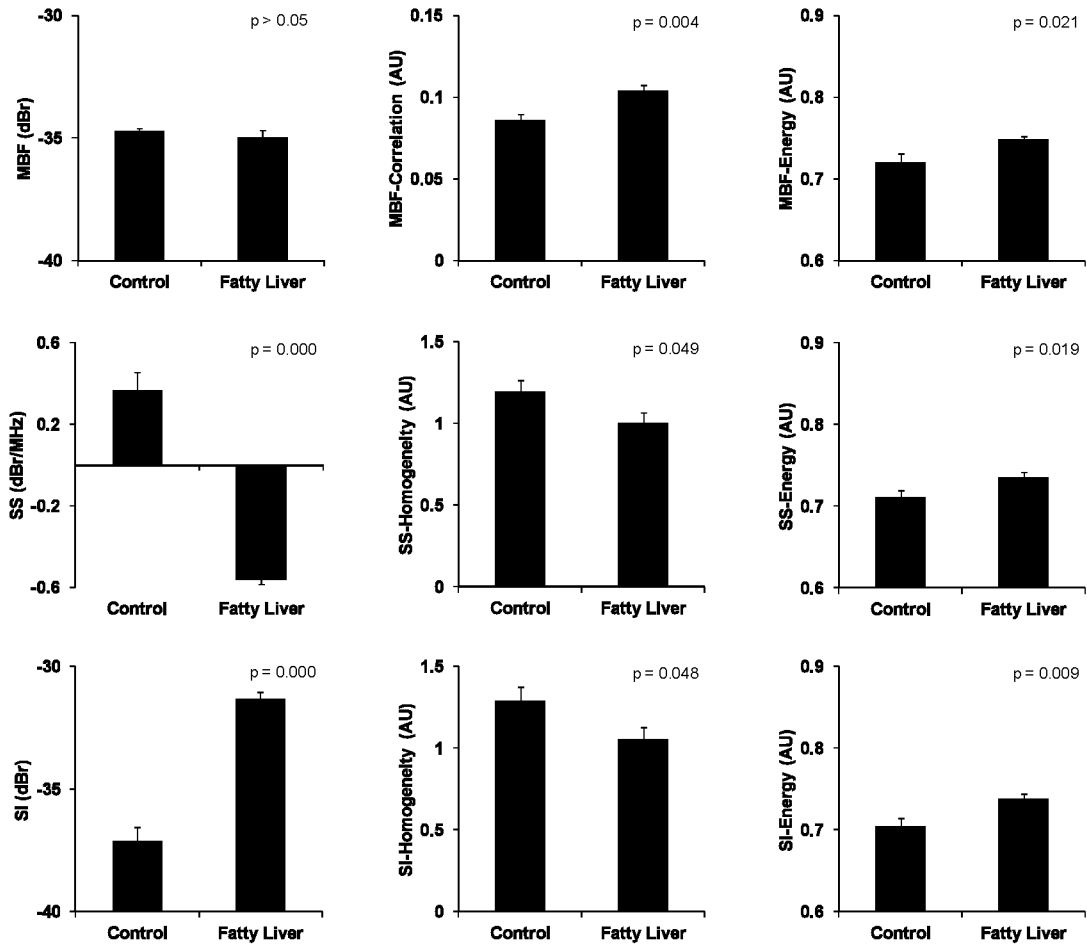 MBF (dBr)
-30
-35
-40
p > 0.05
Control Fatty Liver
MBF-Correlation (AU)
0.15
0.1
0.05
0
p = 0.004
Control Fatty Liver
MBF-Energy (AU)
0.9
0.8
0.7
0.6
p = 0.021
Control Fatty Liver
SS (dBr/MHz)
0.6
0.2
-0.2
-0.6
p = 0.000
Control Fatty Liver
SS-Homogeneity (AU)
1.5
1
0.5
0
p = 0.049
Control Fatty Liver
SS-Energy (AU)
0.9
0.8
0.7
0.6
p = 0.019
Control Fatty Liver
SI (dBr)
-30
-35
-40
p = 0.000
Control Fatty Liver
SI-Homogeneity (AU)
1.5
1
0.5
0
p = 0.048
Control Fatty Liver
SI-Energy (AU)
0.9
0.8
0.7
0.6
p = 0.009
Control Fatty Liver